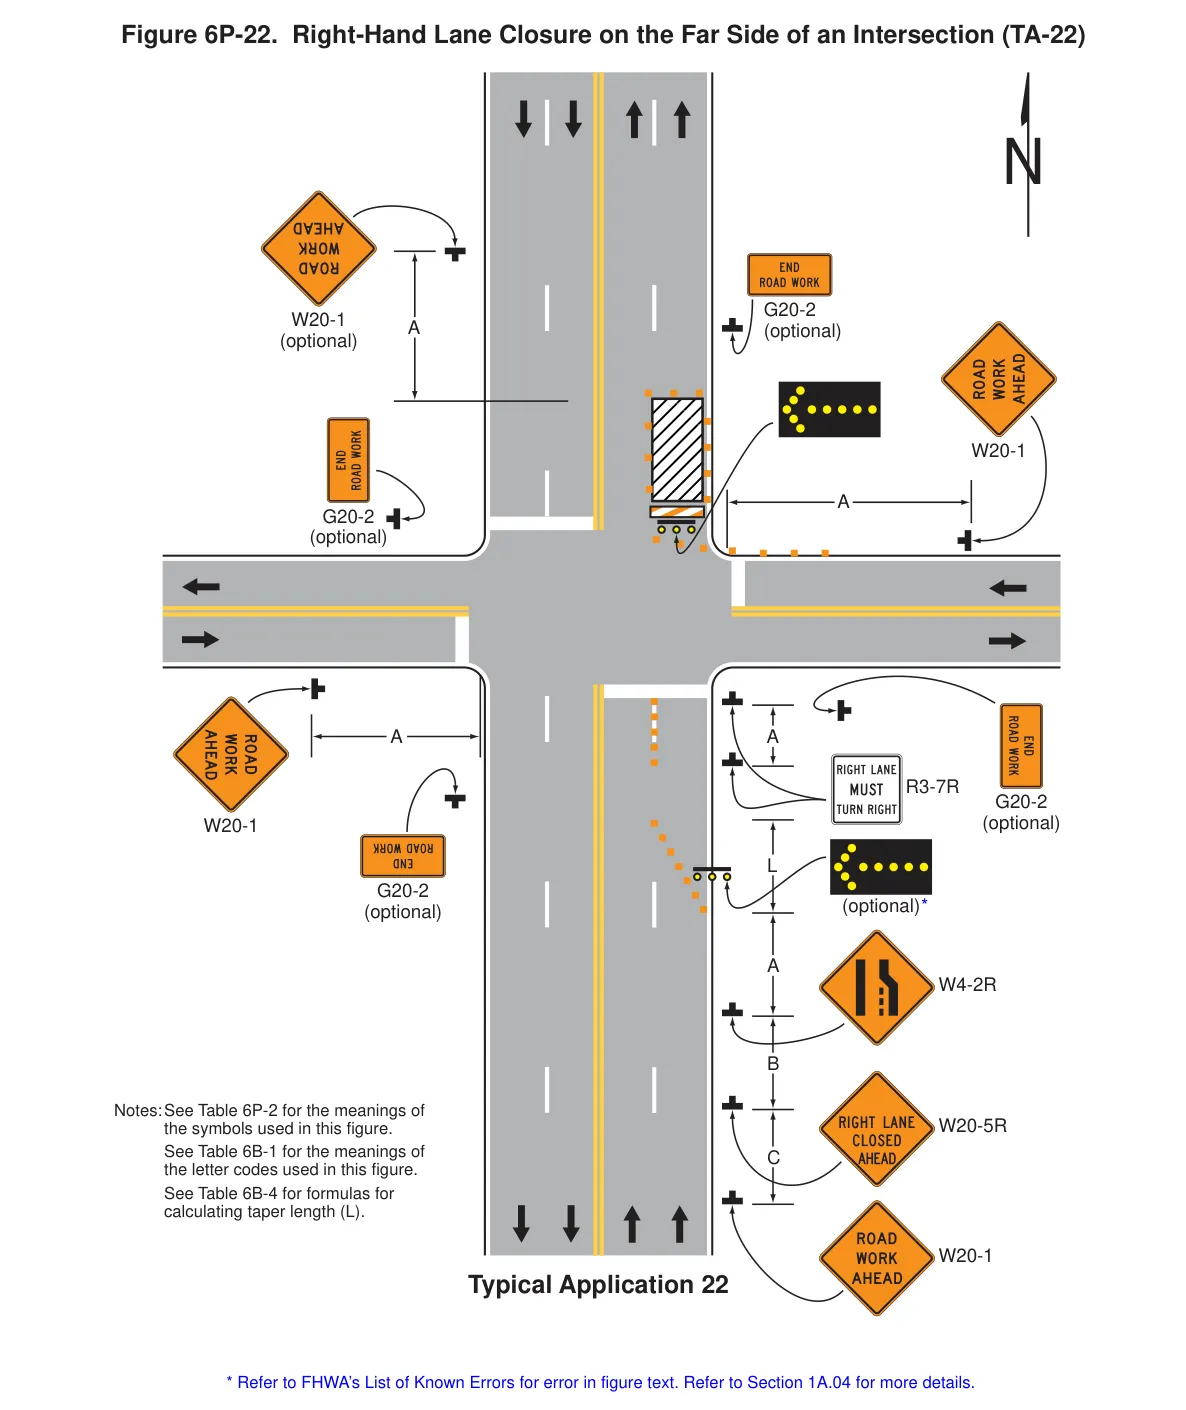 Figure 6P-22. Right-Hand Lane Closure on the Far Side of an Intersection (TA-22)
N
ROAD
WORK
AHEAD
W20-1
(optional)
A
END
ROAD WORK
G20-2
(optional)
ROAD
WORK
AHEAD
W20-1
END
ROAD WORK
G20-2
(optional)
A
ROAD
WORK
AHEAD
W20-1
A
END
ROAD WORK
G20-2
(optional)
A
RIGHT LANE
MUST
TURN RIGHT
R3-7R
END
ROAD WORK
G20-2
(optional)
L
(optional)*
A
W4-2R
B
RIGHT LANE
CLOSED
AHEAD
W20-5R
C
ROAD
WORK
AHEAD
W20-1
Notes: See Table 6P-2 for the meanings of
the symbols used in this figure.
See Table 6B-1 for the meanings of
the letter codes used in this figure.
See Table 6B-4 for formulas for
calculating taper length (L).
Typical Application 22
* Refer to FHWA's List of Known Errors for error in figure text. Refer to Section 1A.04 for more details.